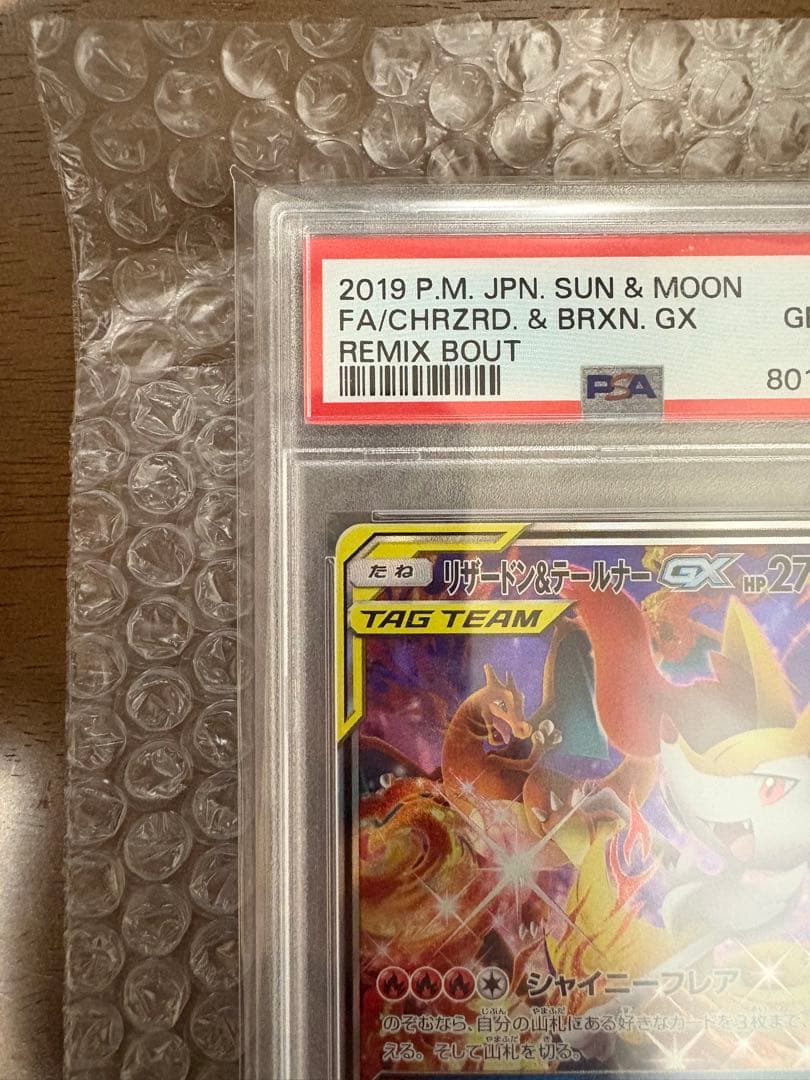 2019 P.M. JPN. SUN & MOON
FA/CHRZRD. & BRXN. GX
REMIX BOUT
PSA
801
たね リザードン&テールナー GX HP 27
TAG TEAM
シャイニーフレア
のぞむなら、自分の山札にある好きなカードを3枚まで
える。そして山札を切る。